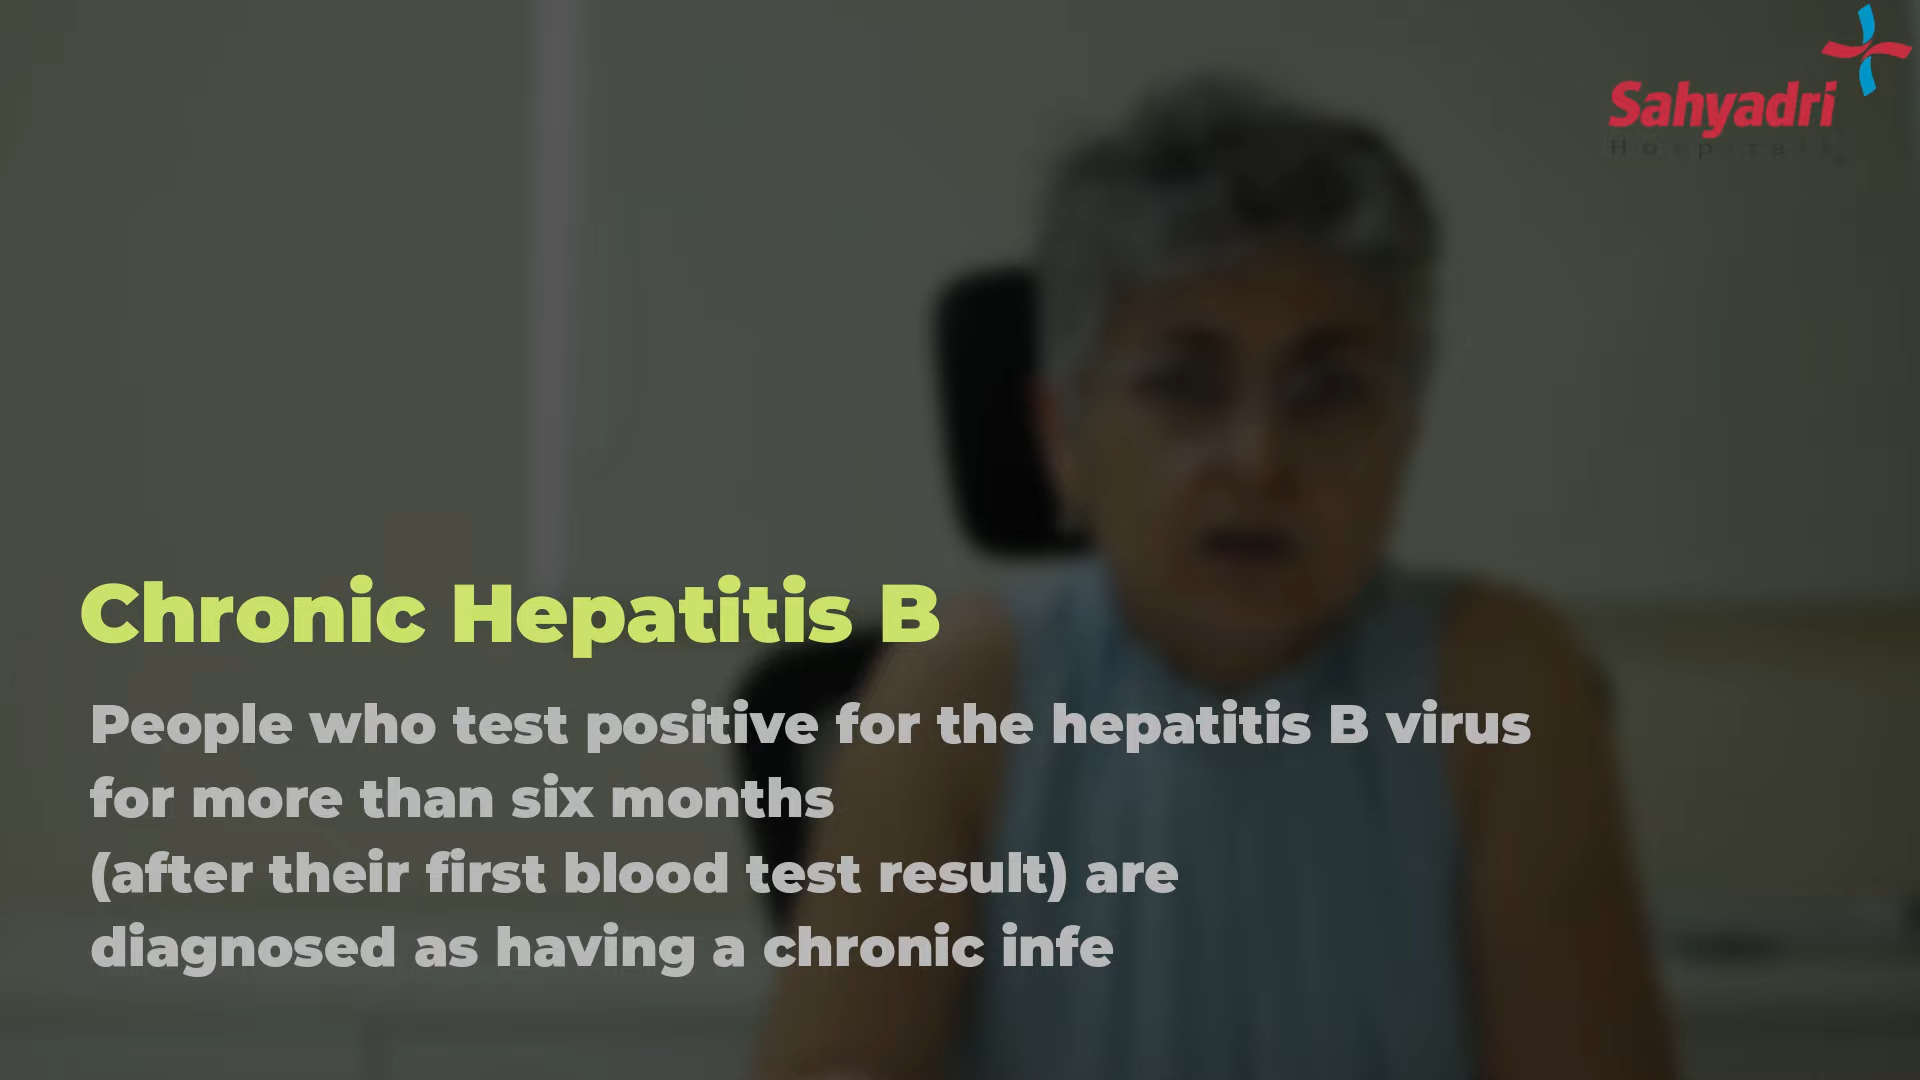 Sahyadri
Hospitals
Chronic Hepatitis B
People who test positive for the hepatitis B virus
for more than six months
(after their first blood test result) are
diagnosed as having a chronic infe